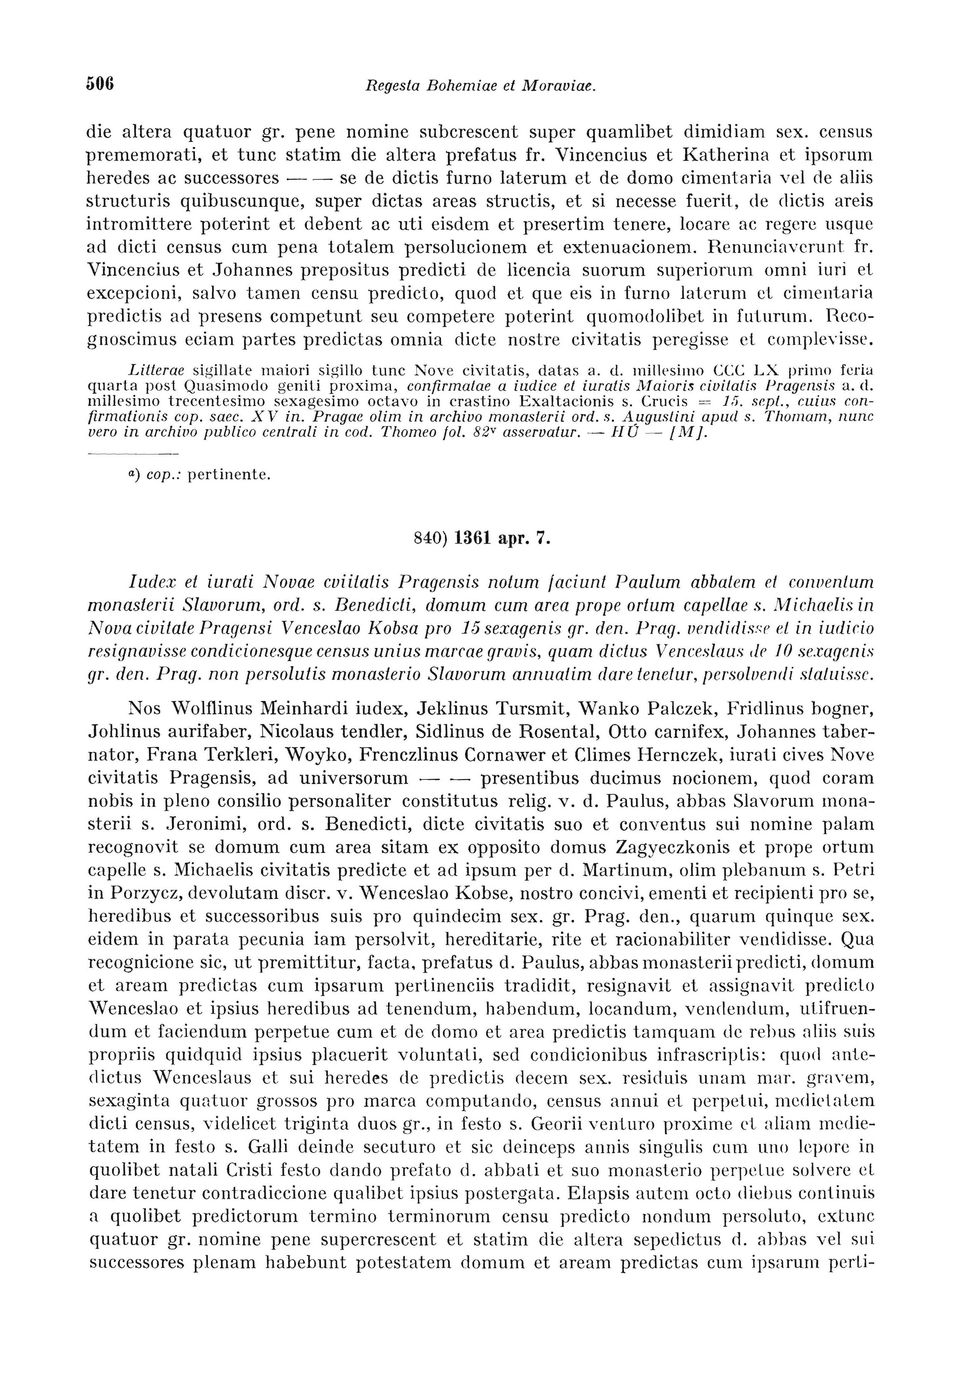 506 Regesta Bohemiae et Moraviae.
die altera quatuor gr. pene nomine subcrescent super quamlibet dimidiam sex. census
prememorati, et tunc statim die altera prefatus fr. Vincencius et Katherina et ipsorum
heredes ac successores — — se de dictis furno laterum et de domo cimentaria vel de aliis
structuris quibuscunque, super dictas areas structis, et si necesse fuerit, de dictis areis
intromittere poterint et debent ac uti eisdem et presertim tenere, locare ac regere usque
ad dicti census cum pena totalem persolucionem et extenuacionem. Renunciaverunt fr.
Vincencius et Johannes prepositus predicti de licencia suorum superiorum omni iuri et
excepcioni, salvo tamen censu predicto, quod et que eis in furno laterum et cimentaria
predictis ad presens competunt seu competere poterint quomodolibet in futurum. Reco-
gnoscimus eciam partes predictas omnia dicte nostre civitatis peregisse et complevisse.
Litterae sigillate maiori sigillo tunc Nove civitatis, datas a. d. millesimo CCC LX primo feria
quarta post Quasimodo geniti proxima, confirmatae a iudice et iuratis Maioris civitatis Pragensis a. d.
millesimo trecentesimo sexagesimo octavo in crastino Exaltacionis s. Crucis = 15. sept., cuius con-
firmationis cop. saec. XV in. Pragae olim in archivo monasterii ord. s. Augustini apud s. Thomam, nunc
vero in archivo publico centrali in cod. Thomeo fol. 82v asservatur. — HÚ — [M].
a) cop.: pertinente.
840) 1361 apr. 7.
Iudex et iurati Novae cviitatis Pragensis notum faciunt Paulum abbatem et conventum
monasterii Slavorum, ord. s. Benedicti, domum cum area prope ortum capellae s. Michaelis in
Nova civitate Pragensi Venceslao Kobsa pro 15 sexagenis gr. den. Prag. vendidisse et in iudicio
resignavisse condicionesque census unius marcae gravis, quam dictus Venceslaus de 10 sexagenis
gr. den. Prag. non persolutis monasterio Slavorum annuatim dare tenetur, persolvendi statuisse.
Nos Wolflinus Meinhardi iudex, Jeklinus Tursmit, Wanko Palczek, Fridlinus bogner,
Johlinus aurifaber, Nicolaus tendler, Sidlinus de Rosental, Otto carnifex, Johannes taber-
nator, Frana Terkleri, Woyko, Frenczlinus Cornawer et Climes Hernczek, iurati cives Nove
civitatis Pragensis, ad universorum — — presentibus ducimus nocionem, quod coram
nobis in pleno consilio personaliter constitutus relig. v. d. Paulus, abbas Slavorum mona-
sterii s. Jeronimi, ord. s. Benedicti, dicte civitatis suo et conventus sui nomine palam
recognovit se domum cum area sitam ex opposito domus Zagyeczkonis et prope ortum
capelle s. Michaelis civitatis predicte et ad ipsum per d. Martinum, olim plebanum s. Petri
in Porzycz, devolutam discr. v. Wenceslao Kobse, nostro concivi, ementi et recipienti pro se,
heredibus et successoribus suis pro quindecim sex. gr. Prag. den., quarum quinque sex.
eidem in parata pecunia iam persolvit, hereditarie, rite et racionabiliter vendidisse. Qua
recognicione sic, ut premittitur, facta, prefatus d. Paulus, abbas monasterii predicti, domum
et aream predictas cum ipsarum pertinenciis tradidit, resignavit et assignavit predicto
Wenceslao et ipsius heredibus ad tenendum, habendum, locandum, vendendum, utifruen-
dum et faciendum perpetue cum et de domo et area predictis tamquam de rebus aliis suis
propriis quidquid ipsius placuerit voluntati, sed condicionibus infrascriptis: quod ante-
dictus Wenceslaus et sui heredes de predictis decem sex. residuis unam mar. gravem,
sexaginta quatuor grossos pro marca computando, census annui et perpetui, medietatem
dicti census, videlicet triginta duos gr., in festo s. Georii venturo proxime et aliam medie-
tatem in festo s. Galli deinde secuturo et sic deinceps annis singulis cum uno lepore in
quolibet natali Cristi festo dando prefato d. abbati et suo monasterio perpetue solvere et
dare tenetur contradiccione qualibet ipsius postergata. Elapsis autem octo diebus continuis
a quolibet predictorum termino terminorum censu predicto nondum persoluto, extunc
quatuor gr. nomine pene supercrescent et statim die altera sepedictus d. abbas vel sui
successores plenam habebunt potestatem domum et aream predictas cum ipsarum perti-